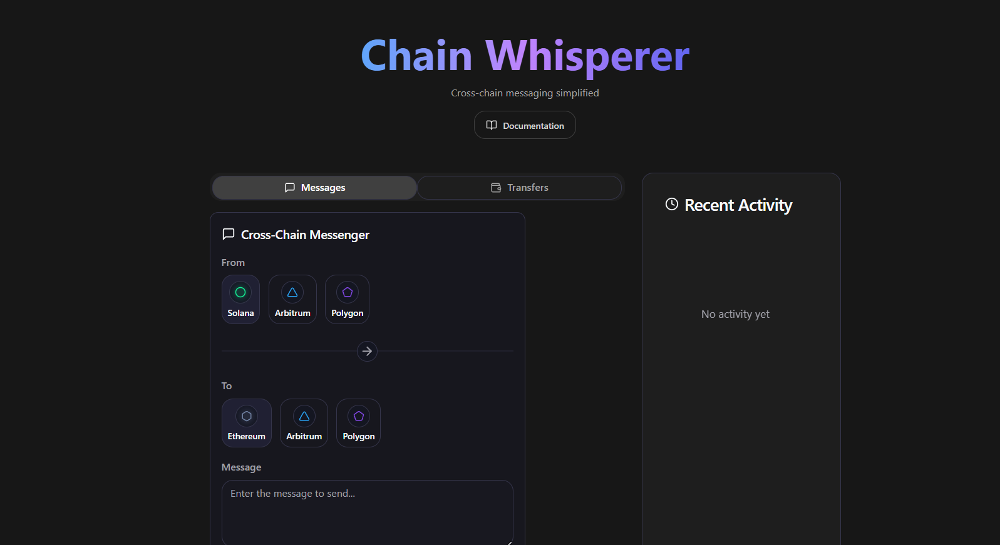 Chain Whisperer
Cross-chain messaging simplified
Documentation
Messages
Transfers
Cross-Chain Messenger
From
Solana
Arbitrum
Polygon
To
Ethereum
Arbitrum
Polygon
Message
Enter the message to send...
Recent Activity
No activity yet